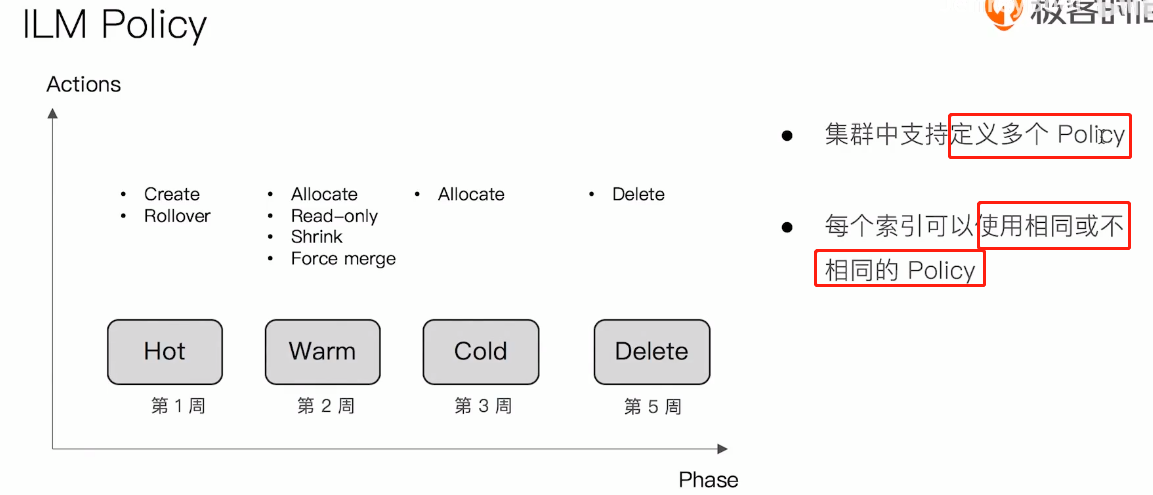 ILM Policy
极客时间
Actions
• Create
• Rollover
• Allocate
• Read-only
• Shrink
• Force merge
• Allocate
• Delete
Hot
Warm
Cold
Delete
第 1 周
第 2 周
第 3 周
第 5 周
Phase
● 集群中支持定义多个 Policy
● 每个索引可以使用相同或不
相同的 Policy